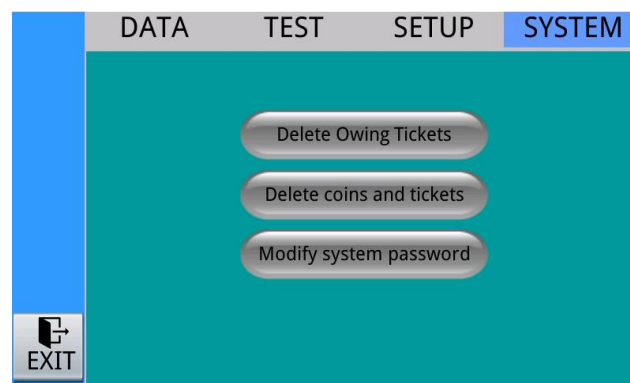 DATA TEST SETUP SYSTEM
Delete Owing Tickets
Delete coins and tickets
Modify system password
EXIT